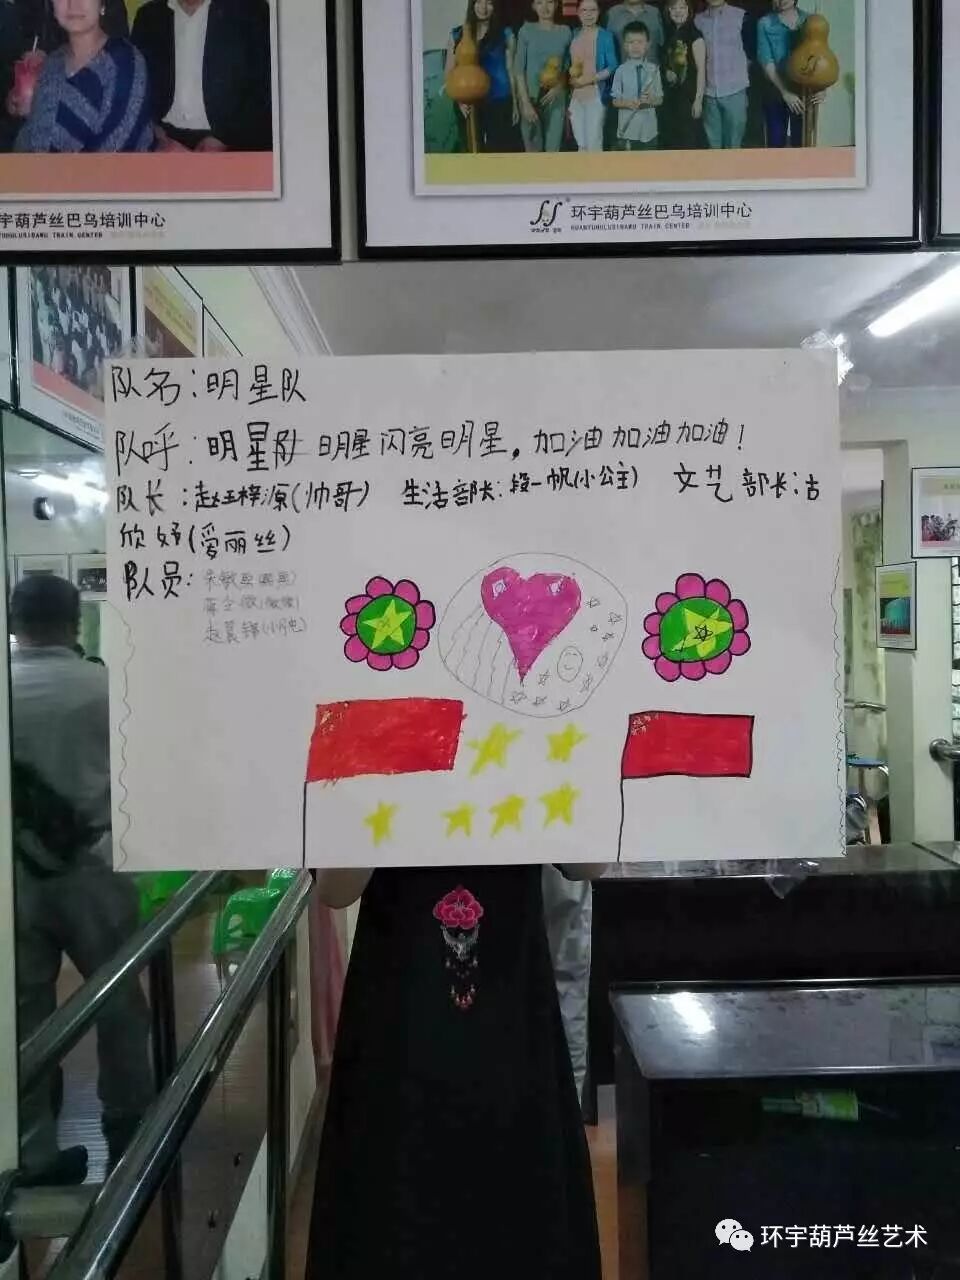 宇葫芦丝巴乌培训中心
环宇葫芦丝巴乌培训中心
HUANYUHULUSIBAWU TRAIN CENTER
队名:明星队
队呼:明星队 明星闪亮明星,加油加油加油!
队长:赵玉梓源(帅哥) 生活部长:段一帆(小公主) 文艺部长:古
欣妤(爱丽丝)
队员:
环宇葫芦丝艺术